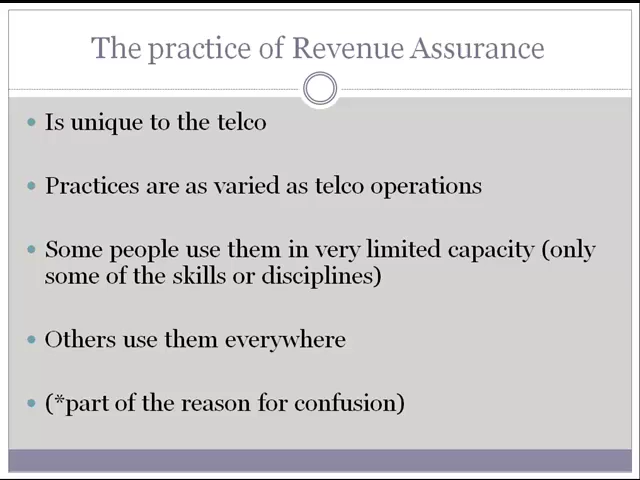 The practice of Revenue Assurance
Is unique to the telco
Practices are as varied as telco operations
Some people use them in very limited capacity (only
some of the skills or disciplines)
Others use them everywhere
(*part of the reason for confusion)